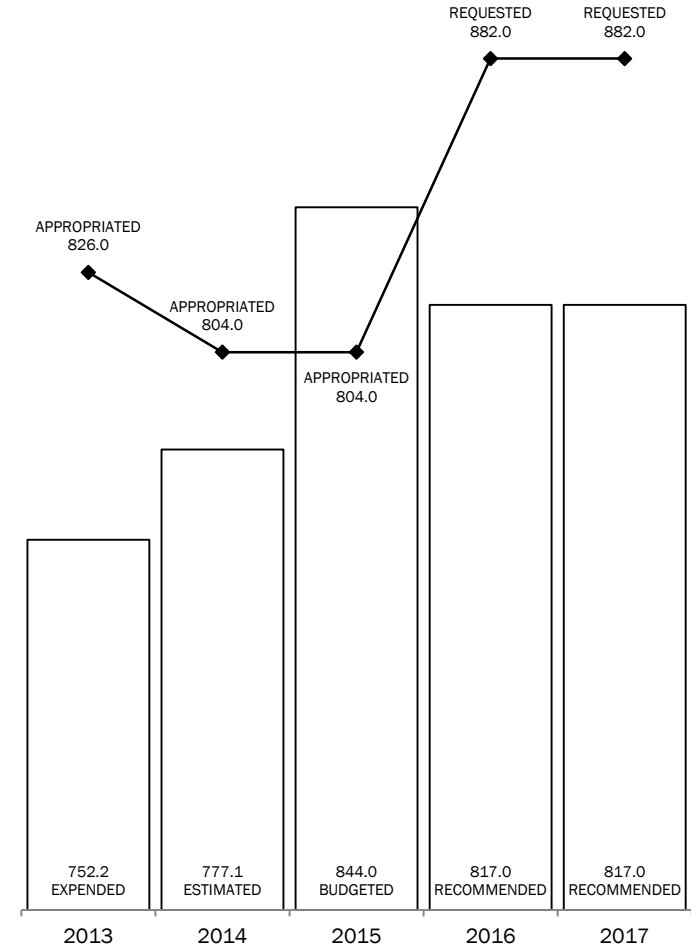 REQUESTED
882.0
REQUESTED
882.0
APPROPRIATED
826.0
APPROPRIATED
804.0
APPROPRIATED
804.0
752.2
EXPENDED
777.1
ESTIMATED
844.0
BUDGETED
817.0
RECOMMENDED
817.0
RECOMMENDED
2013
2014
2015
2016
2017